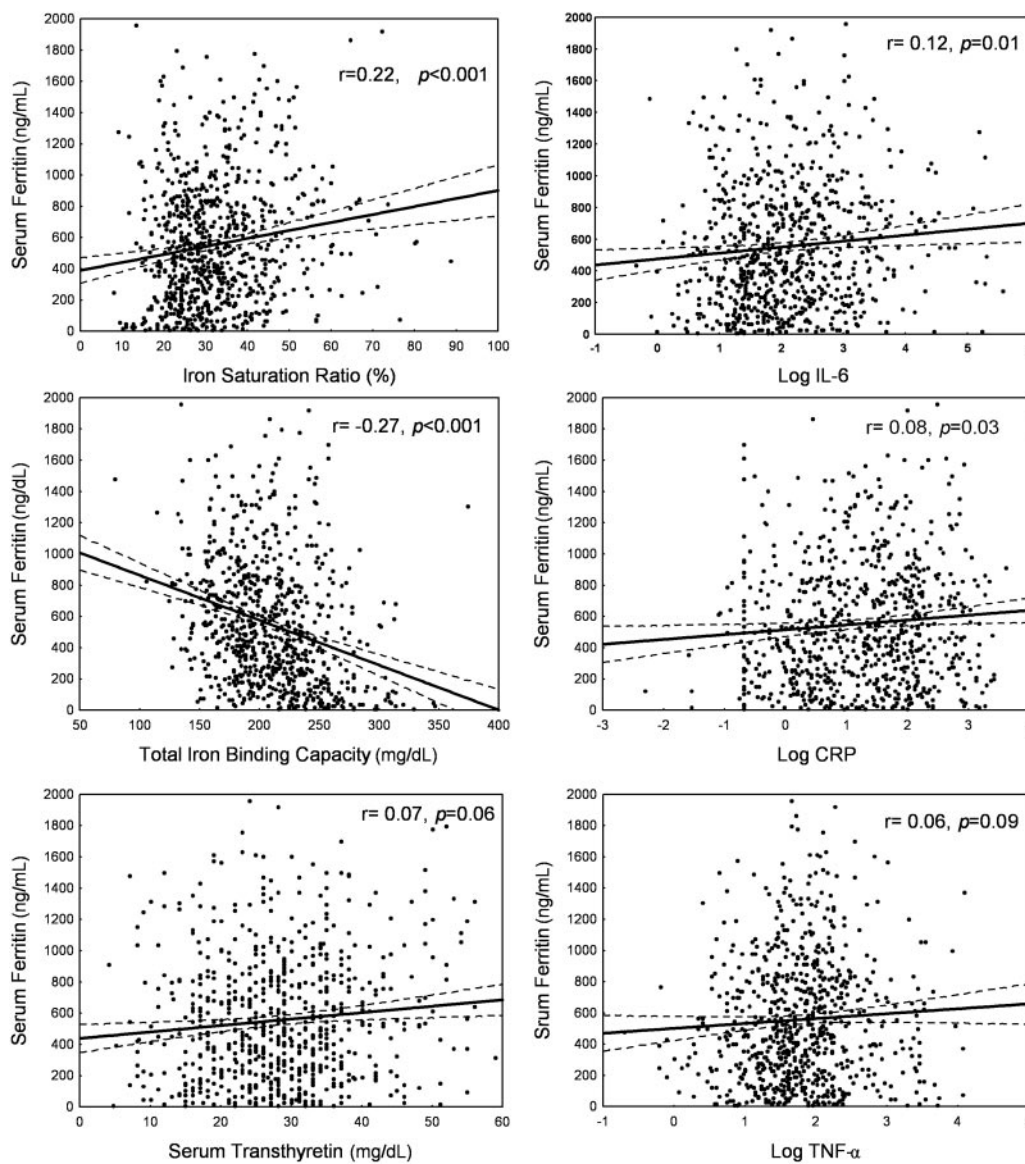 2000
1800
1600
1400
1200
1000
800
600
400
200
0
Serum Ferritin (ng/mL)
r=0.22, p<0.001
0 10 20 30 40 50 60 70 80 90 100
Iron Saturation Ratio (%)
2000
1800
1600
1400
1200
1000
800
600
400
200
0
Serum Ferritin (ng/mL)
r= 0.12, p=0.01
-1 0 1 2 3 4 5
Log IL-6
2000
1800
1600
1400
1200
1000
800
600
400
200
0
Serum Ferritin (ng/dL)
r= -0.27, p<0.001
50 100 150 200 250 300 350 400
Total Iron Binding Capacity (mg/dL)
2000
1800
1600
1400
1200
1000
800
600
400
200
0
Serum Ferritin (ng/mL)
r= 0.08, p=0.03
-3 -2 -1 0 1 2 3
Log CRP
2000
1800
1600
1400
1200
1000
800
600
400
200
0
Serum Ferritin (ng/mL)
r= 0.07, p=0.06
0 10 20 30 40 50 60
Serum Transthyretin (mg/dL)
2000
1800
1600
1400
1200
1000
800
600
400
200
0
Srum Ferritin (ng/mL)
r= 0.06, p=0.09
-1 0 1 2 3 4
Log TNF-α